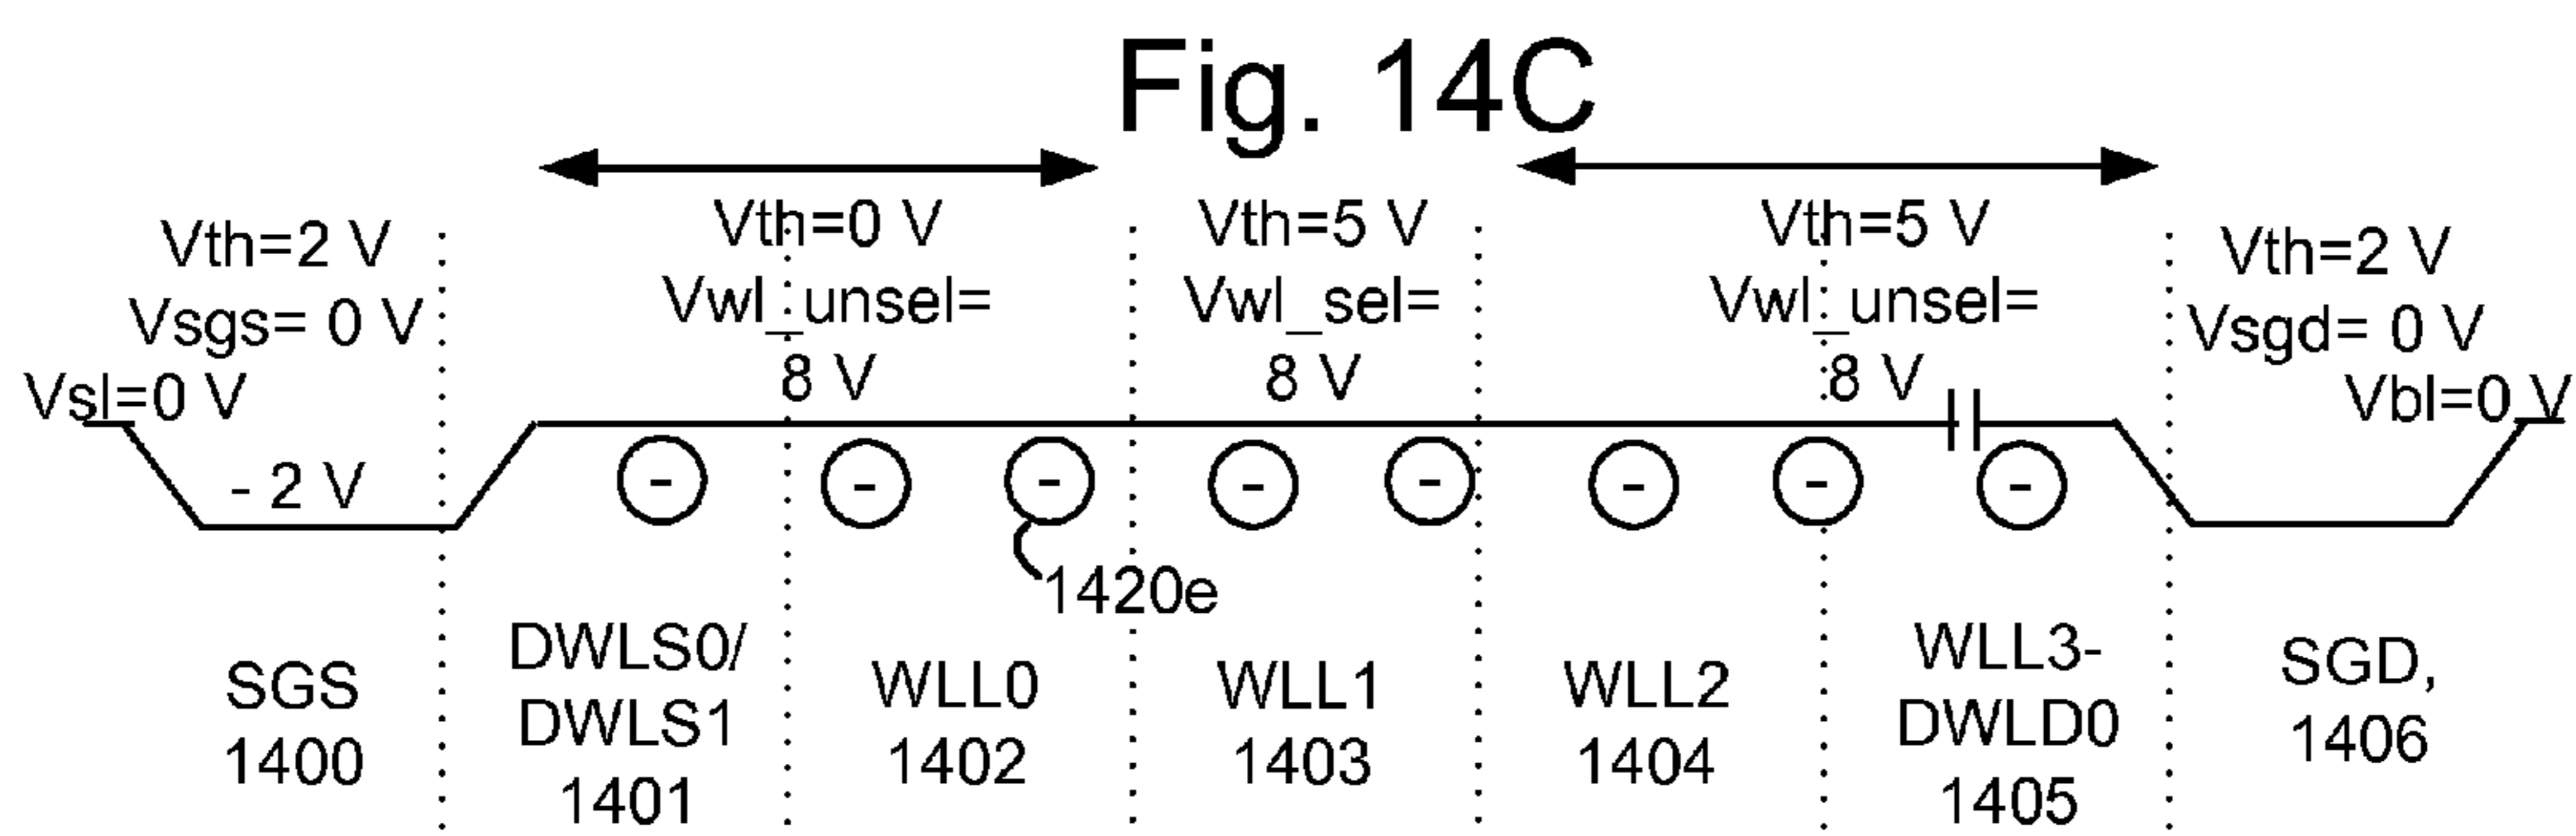 Fig. 14C
Vth=2 V
Vsgs= 0 V
Vsl=0 V
- 2 V
Vth=0 V
Vwl_unsel=
8 V
Vth=5 V
Vwl_sel=
8 V
Vth=5 V
Vwl_unsel=
8 V
Vth=2 V
Vsgd= 0 V
Vbl=0 V
- - - - - - - -
1420e
SGS
1400
DWLS0/
DWLS1
1401
WLL0
1402
WLL1
1403
WLL2
1404
WLL3-
DWLD0
1405
SGD,
1406